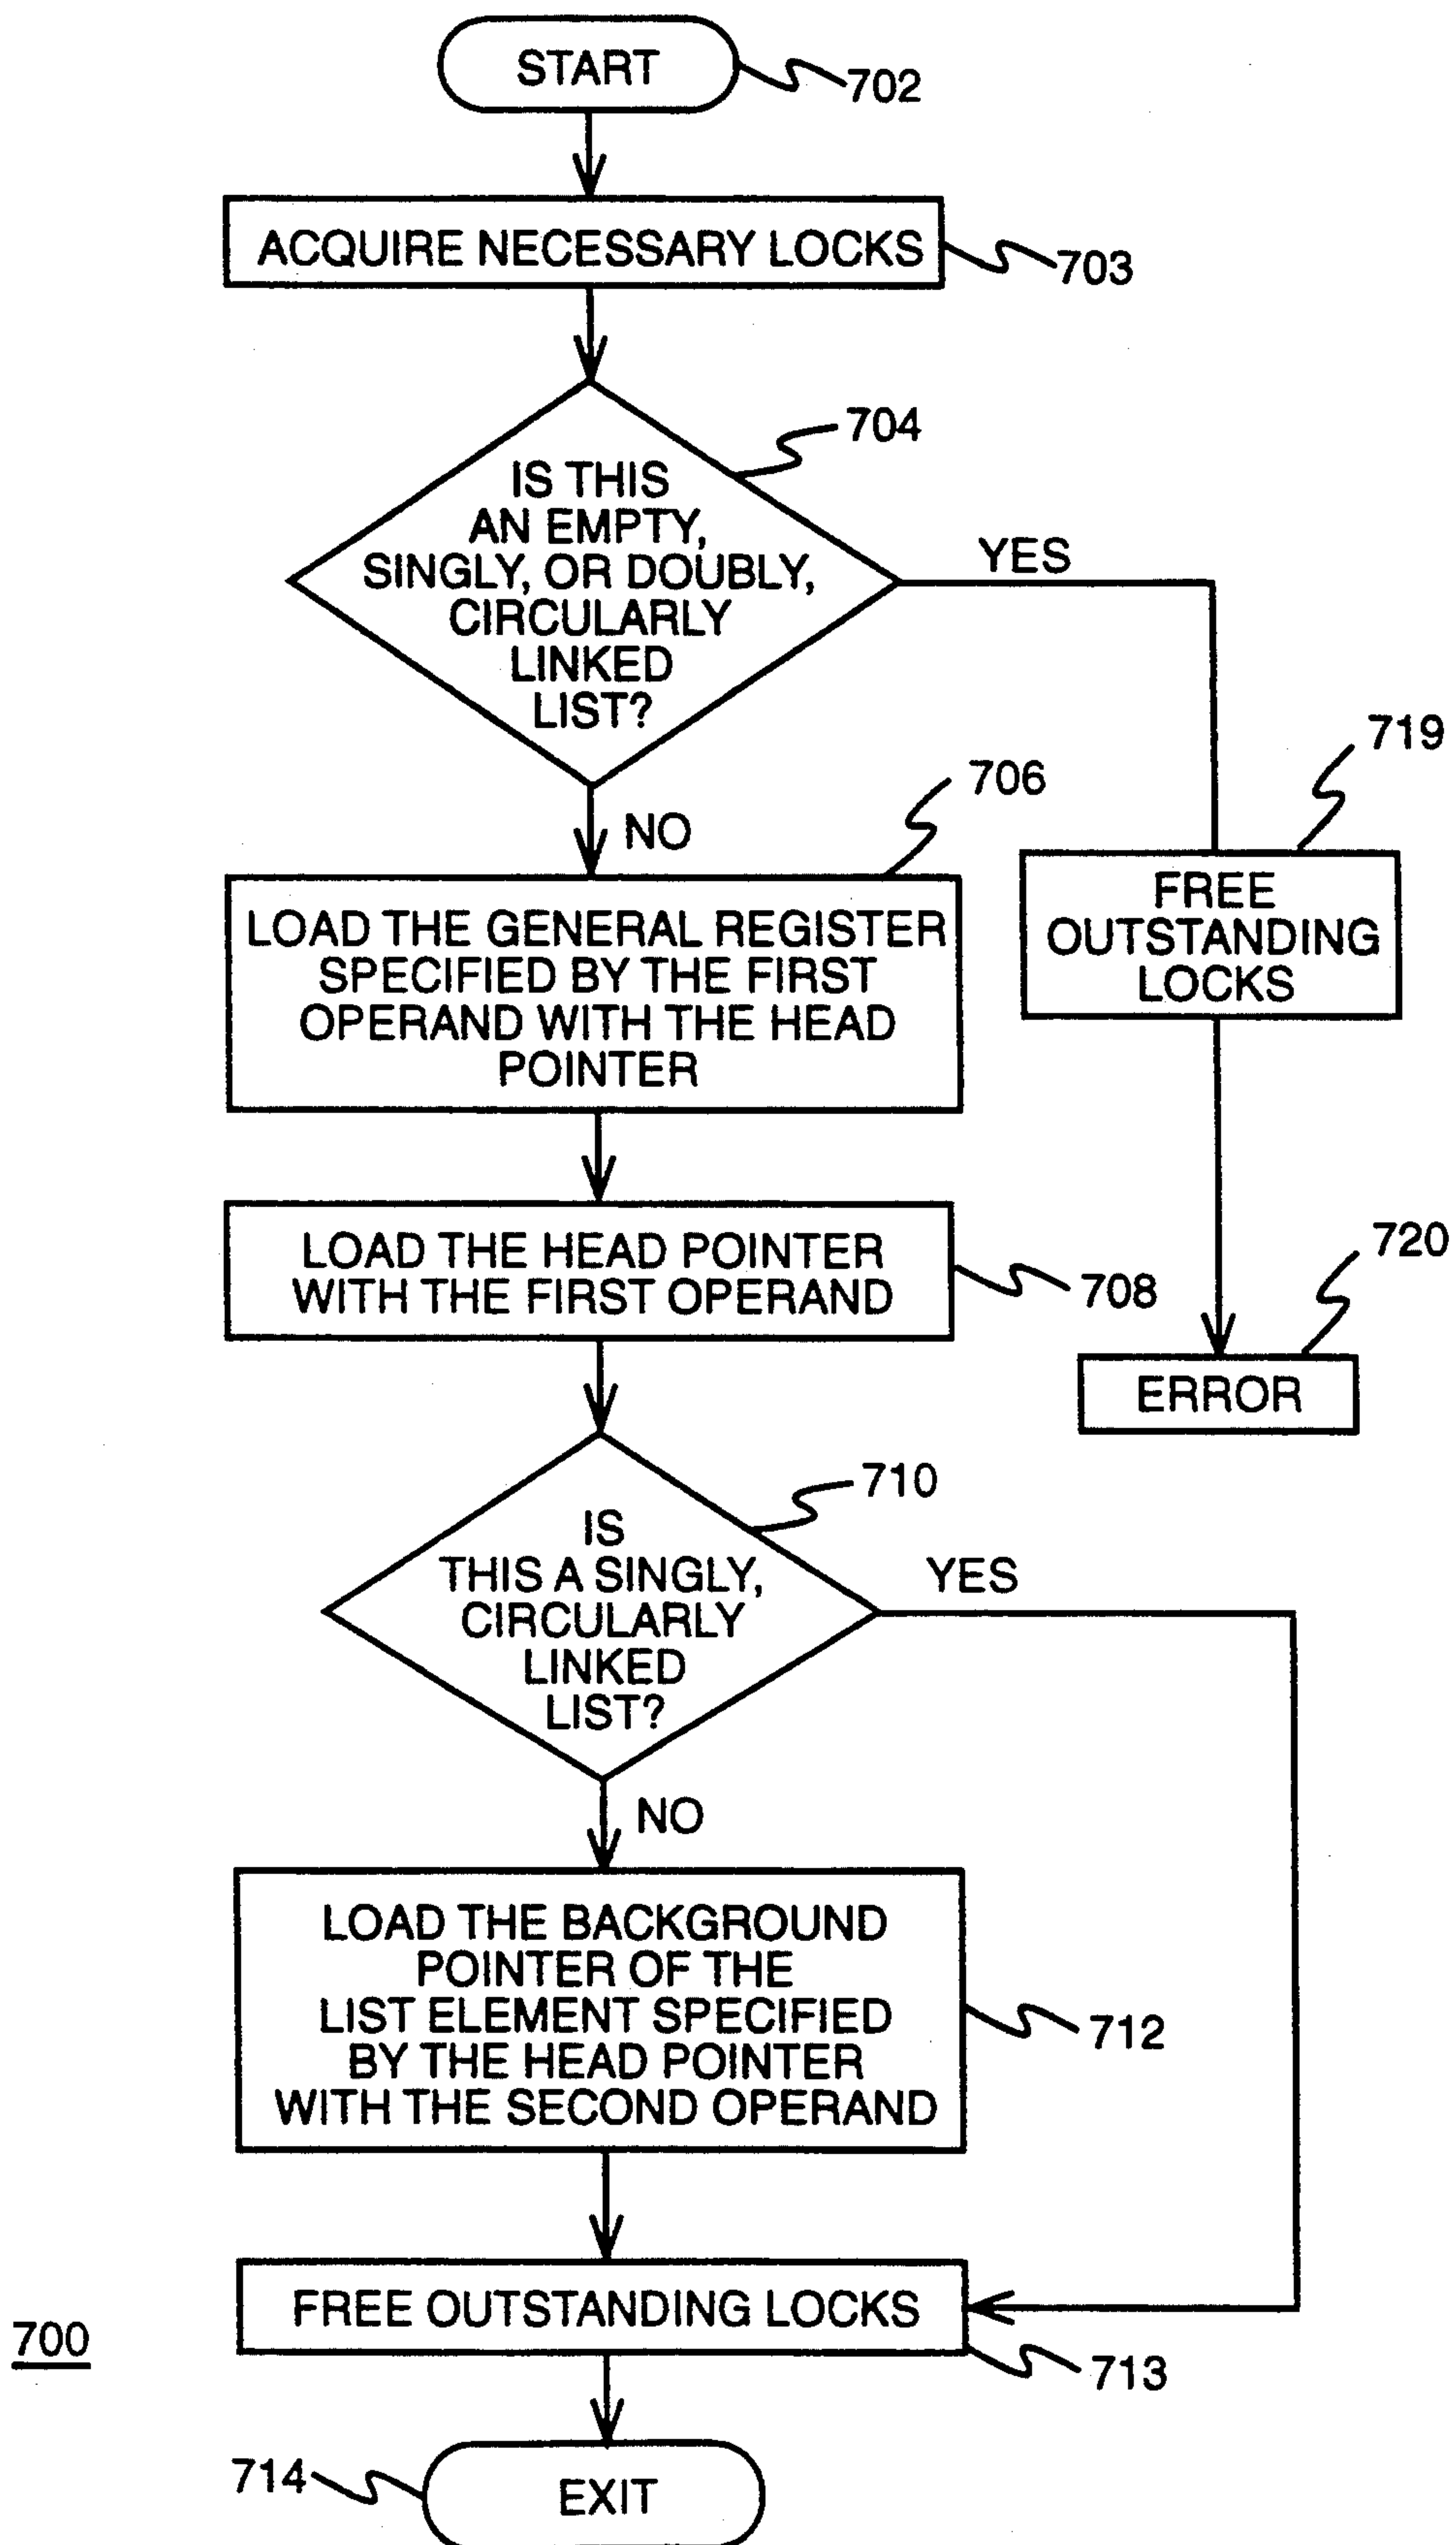 START
702
ACQUIRE NECESSARY LOCKS
703
704
IS THIS
AN EMPTY,
SINGLY, OR DOUBLY,
CIRCULARLY
LINKED
LIST?
YES
NO
719
FREE
OUTSTANDING
LOCKS
706
LOAD THE GENERAL REGISTER
SPECIFIED BY THE FIRST
OPERAND WITH THE HEAD
POINTER
LOAD THE HEAD POINTER
WITH THE FIRST OPERAND
708
720
ERROR
710
IS
THIS A SINGLY,
CIRCULARLY
LINKED
LIST?
YES
NO
LOAD THE BACKGROUND
POINTER OF THE
LIST ELEMENT SPECIFIED
BY THE HEAD POINTER
WITH THE SECOND OPERAND
712
FREE OUTSTANDING LOCKS
713
700
714
EXIT